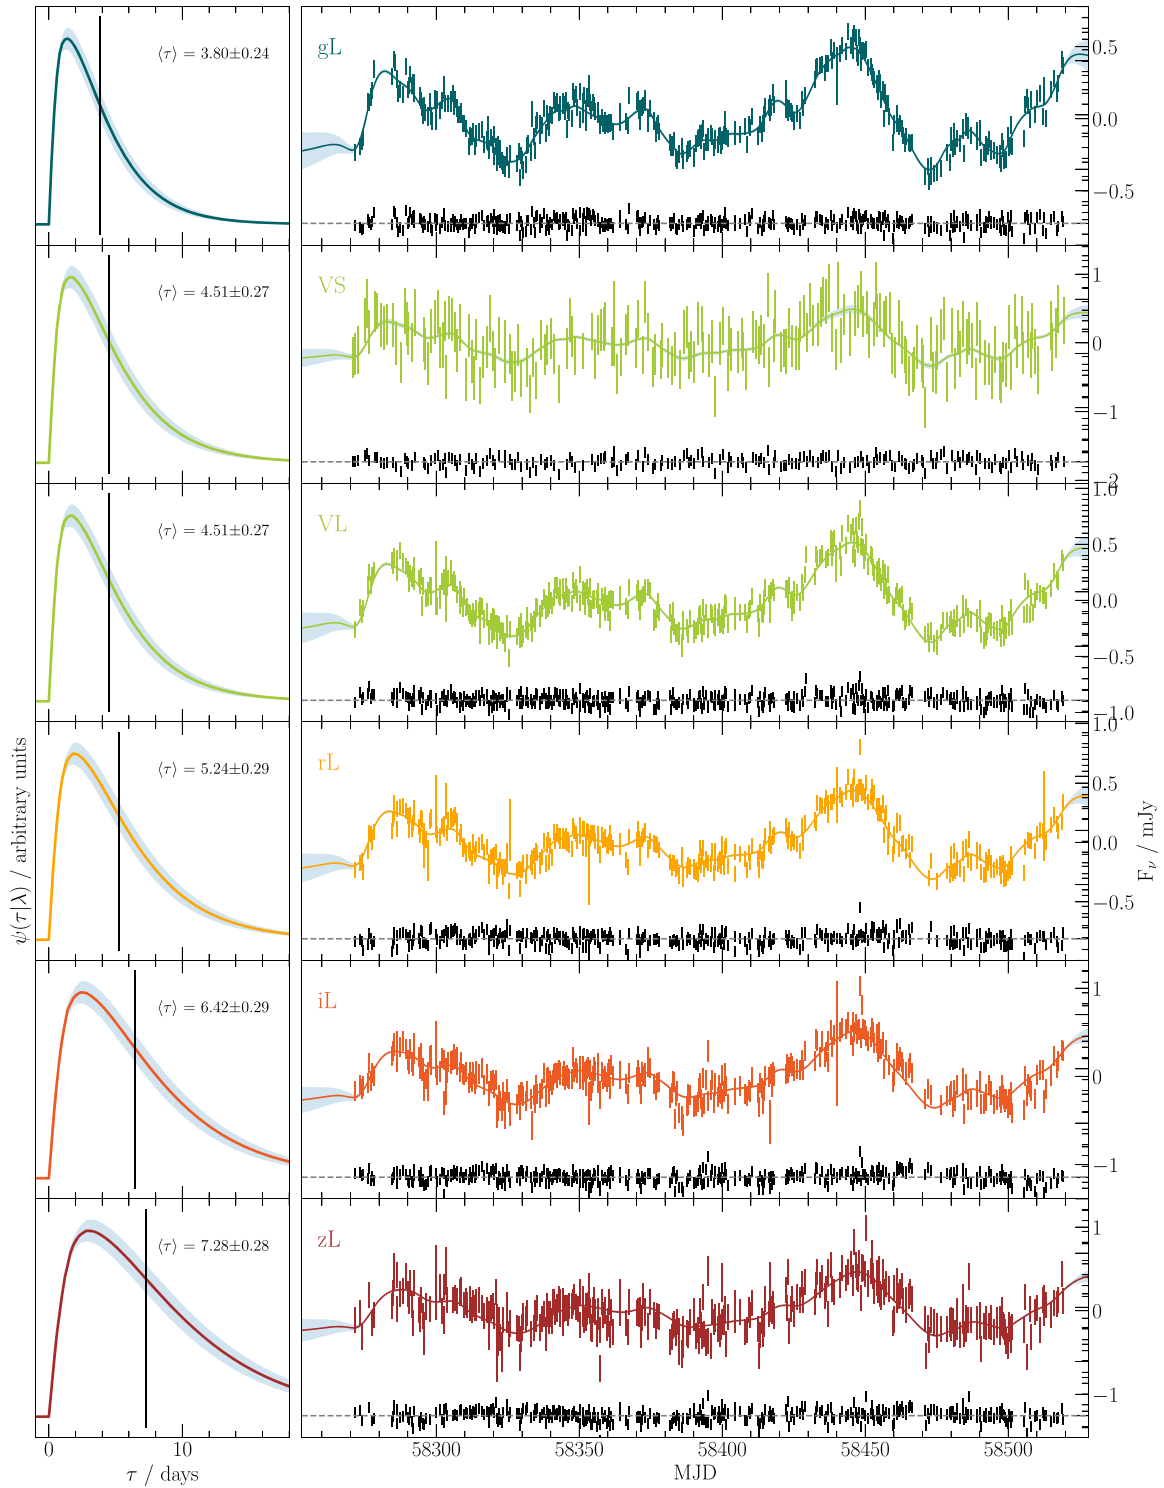 ⟨τ⟩ = 3.80±0.24
gL
0.5
0.0
−0.5
⟨τ⟩ = 4.51±0.27
VS
1
0
−1
−2
⟨τ⟩ = 4.51±0.27
VL
1.0
0.5
0.0
−0.5
−1.0
⟨τ⟩ = 5.24±0.29
rL
1.0
0.5
0.0
−0.5
ψ(τ|λ) / arbitrary units
F_ν / mJy
⟨τ⟩ = 6.42±0.29
iL
1
0
−1
⟨τ⟩ = 7.28±0.28
zL
1
0
−1
0 10
58300 58350 58400 58450 58500
τ / days
MJD